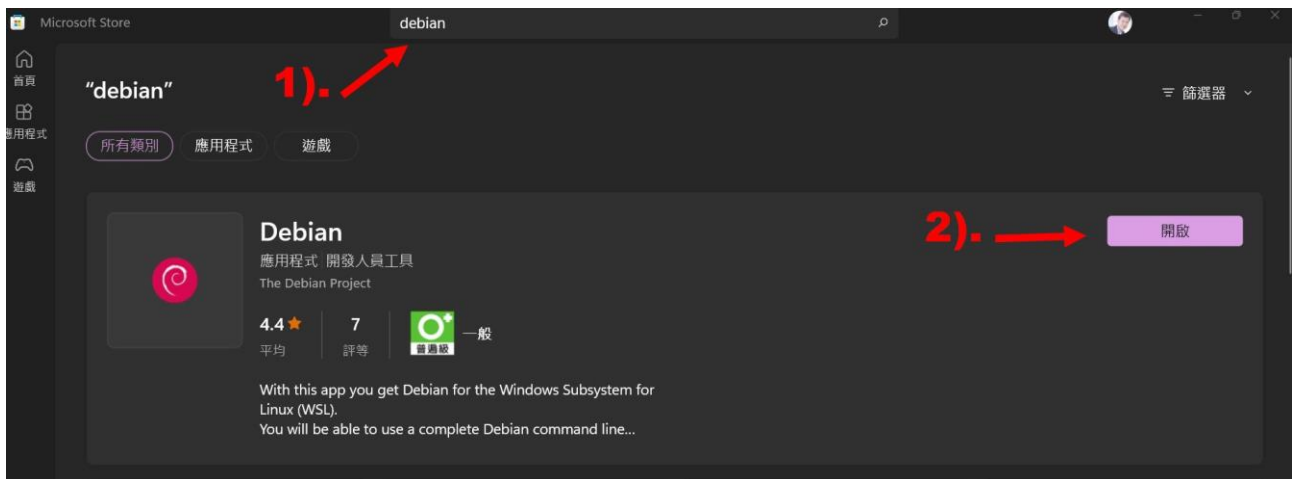 Microsoft Store
debian
首頁
應用程式
遊戲
"debian"
1).
篩選器
所有類別
應用程式
遊戲
Debian
應用程式 開發人員工具
The Debian Project
2).
開啟
4.4
平均
7
評等
普遍級
一般
With this app you get Debian for the Windows Subsystem for
Linux (WSL).
You will be able to use a complete Debian command line...